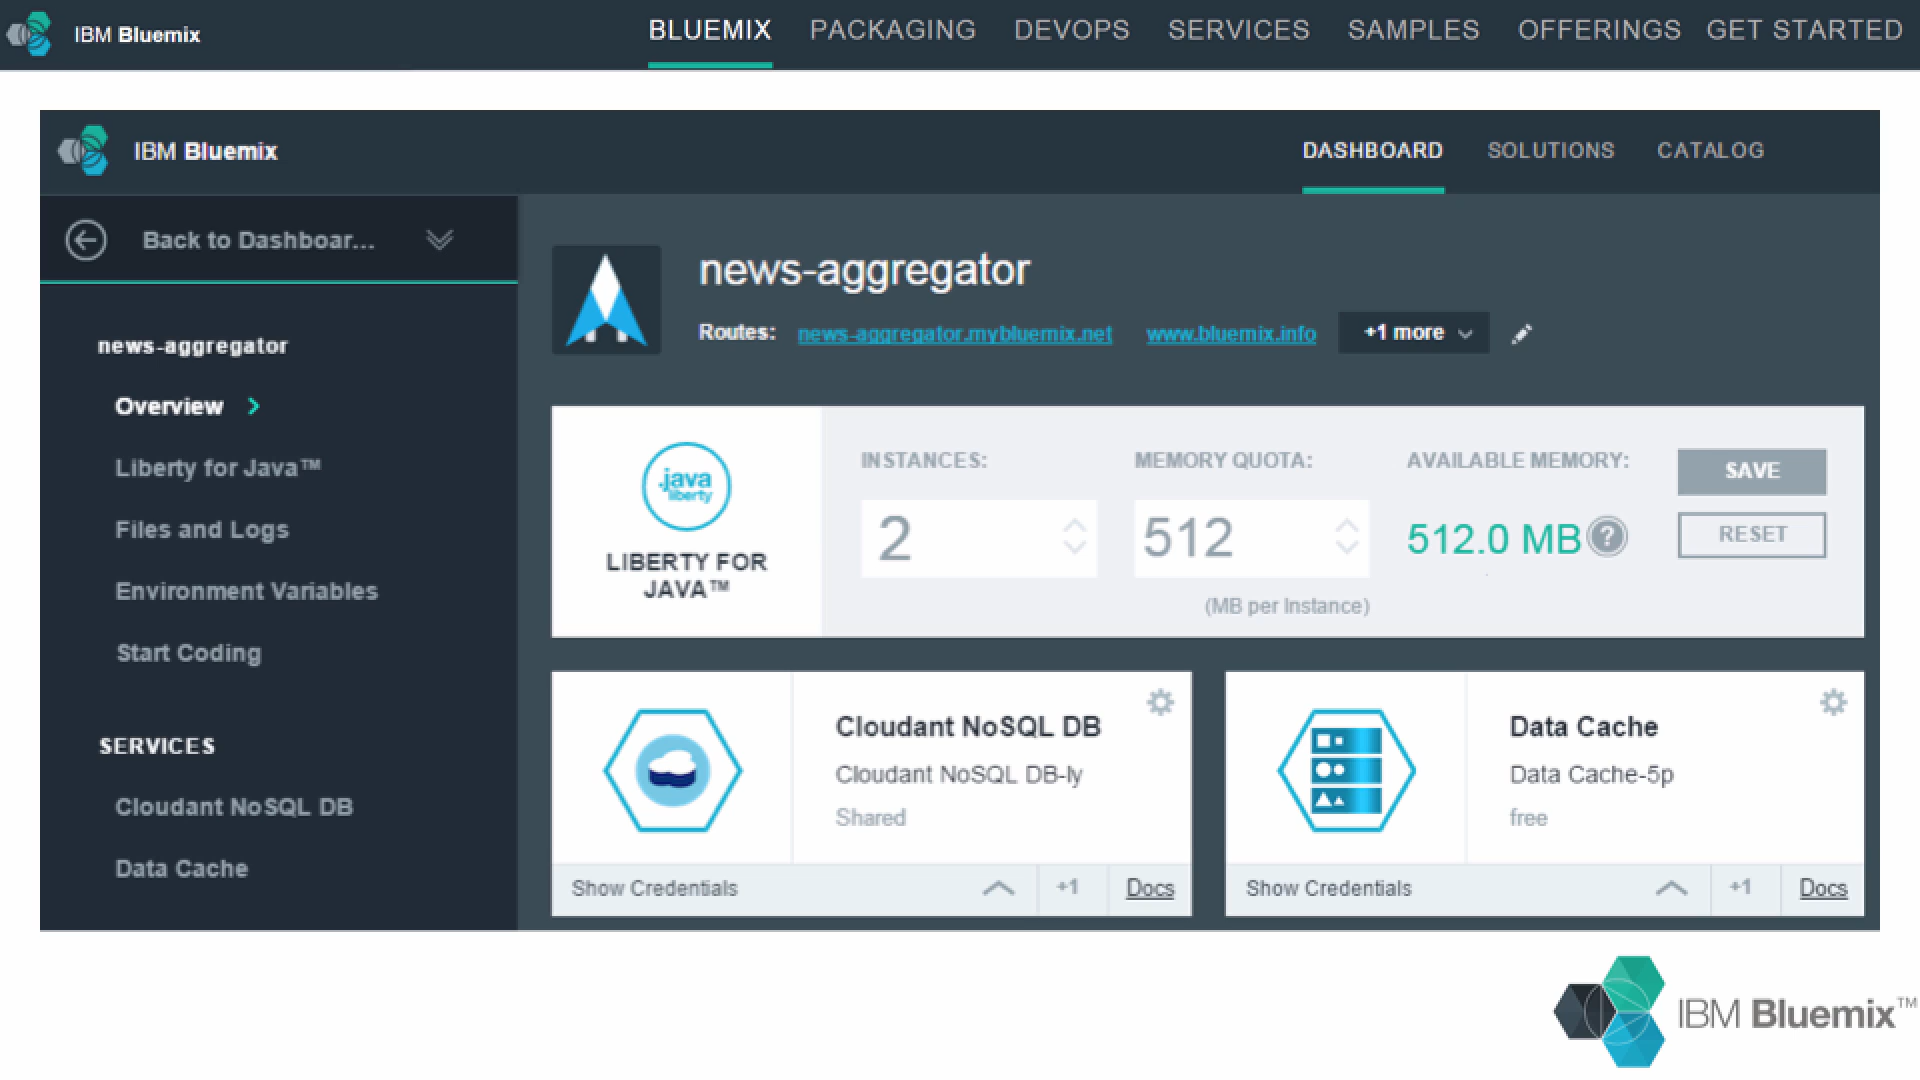 IBM Bluemix
BLUEMIX PACKAGING DEVOPS SERVICES SAMPLES OFFERINGS GET STARTED
IBM Bluemix
DASHBOARD SOLUTIONS CATALOG
Back to Dashboar...
news-aggregator
Overview
Liberty for Java™
Files and Logs
Environment Variables
Start Coding
SERVICES
Cloudant NoSQL DB
Data Cache
news-aggregator
Routes: news-aggregator.mybluemix.net www.bluemix.info +1 more
java
liberty
LIBERTY FOR
JAVA™
INSTANCES:
2
MEMORY QUOTA:
512
(MB per Instance)
AVAILABLE MEMORY:
512.0 MB ?
SAVE
RESET
Cloudant NoSQL DB
Cloudant NoSQL DB-ly
Shared
Show Credentials +1 Docs
Data Cache
Data Cache-5p
free
Show Credentials +1 Docs
IBM Bluemix™